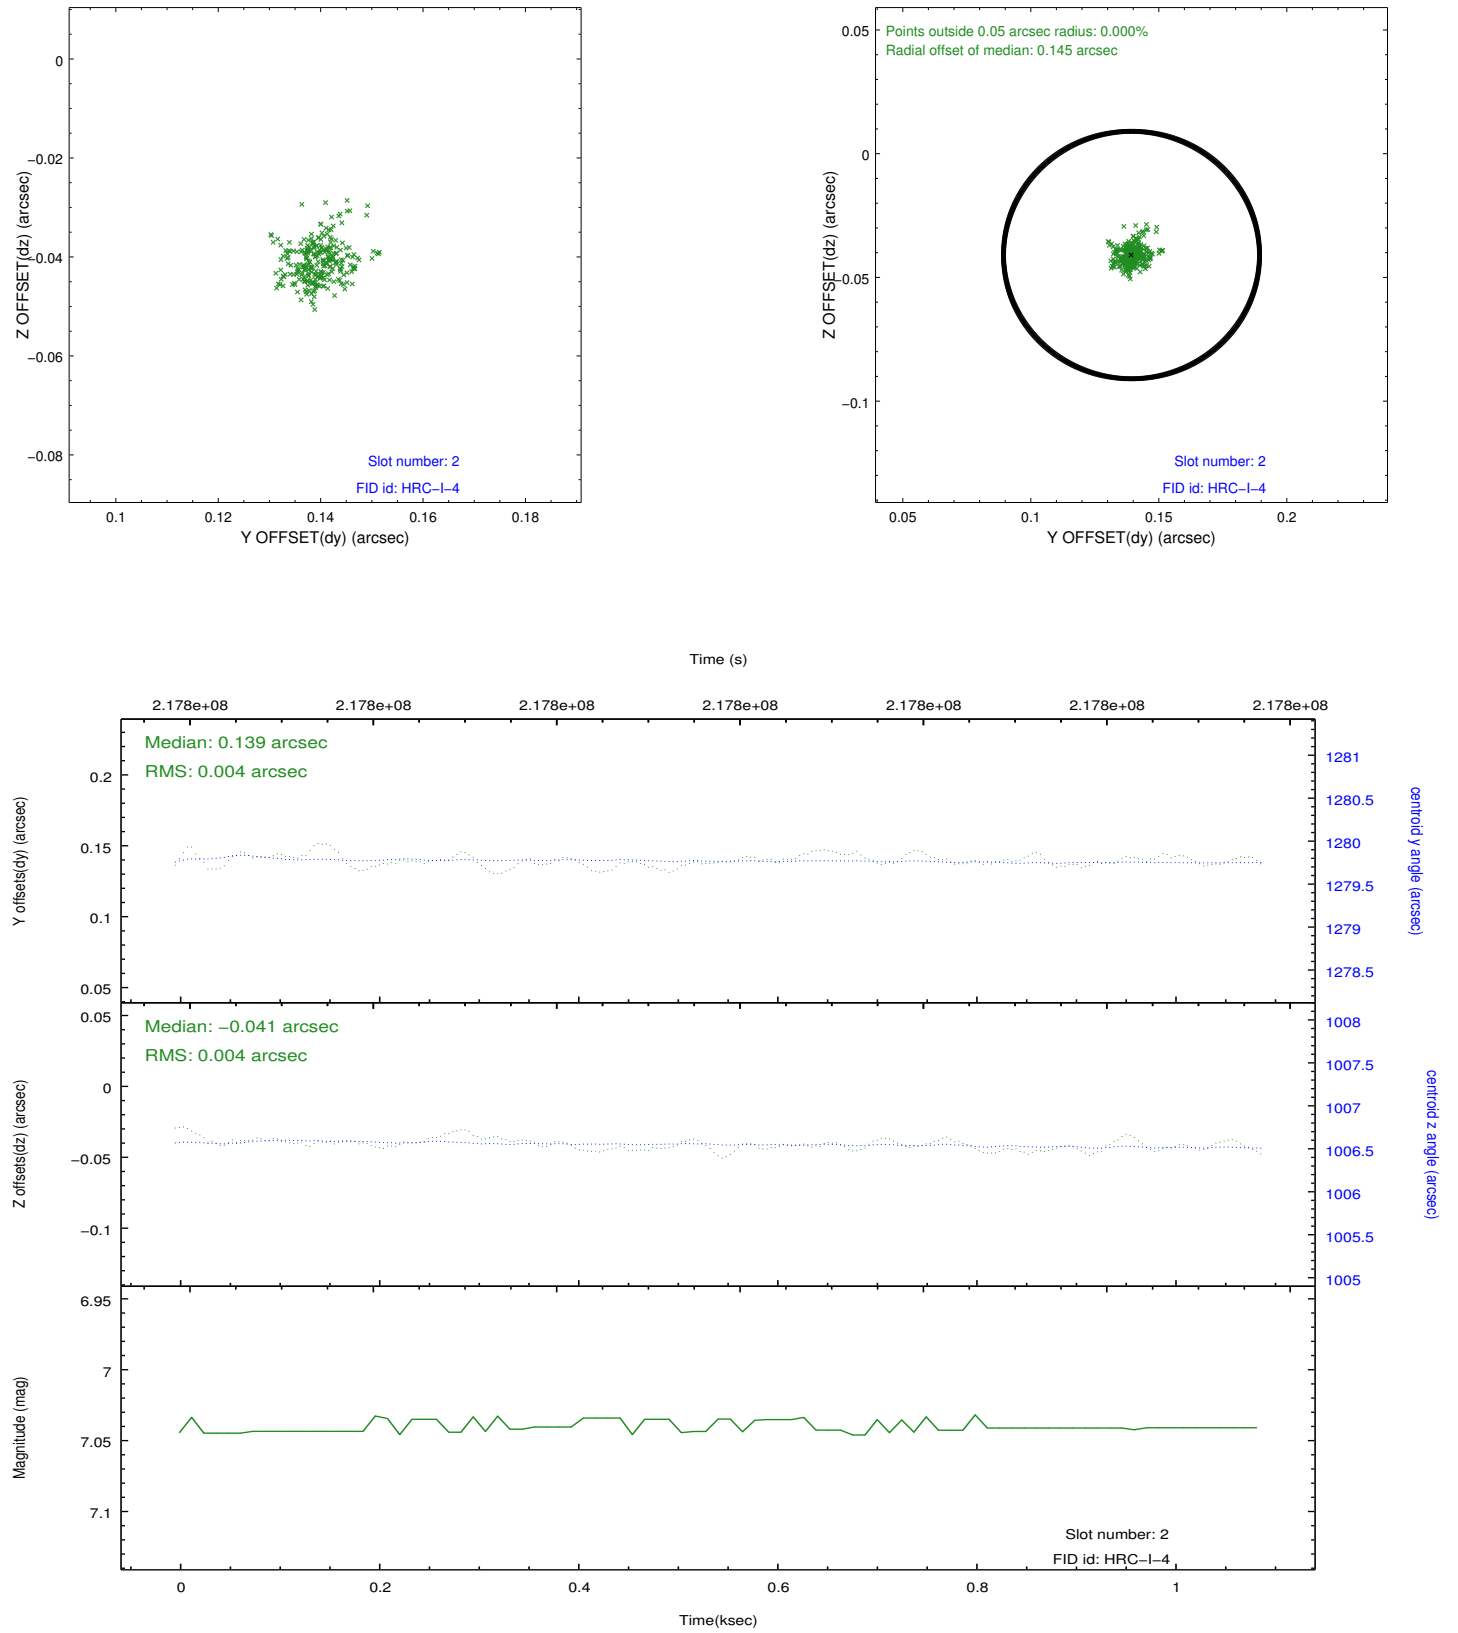 0
−0.02
−0.04
−0.06
−0.08
Z OFFSET(dz) (arcsec)
Slot number: 2
FID id: HRC−I−4
0.1
0.12
0.14
0.16
0.18
Y OFFSET(dy) (arcsec)
Points outside 0.05 arcsec radius: 0.000%
Radial offset of median: 0.145 arcsec
0.05
0
−0.05
−0.1
Z OFFSET(dz) (arcsec)
Slot number: 2
FID id: HRC−I−4
0.05
0.1
0.15
0.2
Y OFFSET(dy) (arcsec)
Time (s)
2.178e+08
2.178e+08
2.178e+08
2.178e+08
2.178e+08
2.178e+08
2.178e+08
Median: 0.139 arcsec
RMS: 0.004 arcsec
0.2
0.15
0.1
0.05
Y offsets(dy) (arcsec)
1281
1280.5
1280
1279.5
1279
1278.5
centroid y angle (arcsec)
Median: −0.041 arcsec
RMS: 0.004 arcsec
0.05
0
−0.05
−0.1
Z offsets(dz) (arcsec)
1008
1007.5
1007
1006.5
1006
1005.5
1005
centroid z angle (arcsec)
6.95
7
7.05
7.1
Magnitude (mag)
Slot number: 2
FID id: HRC−I−4
0
0.2
0.4
0.6
0.8
1
Time(ksec)